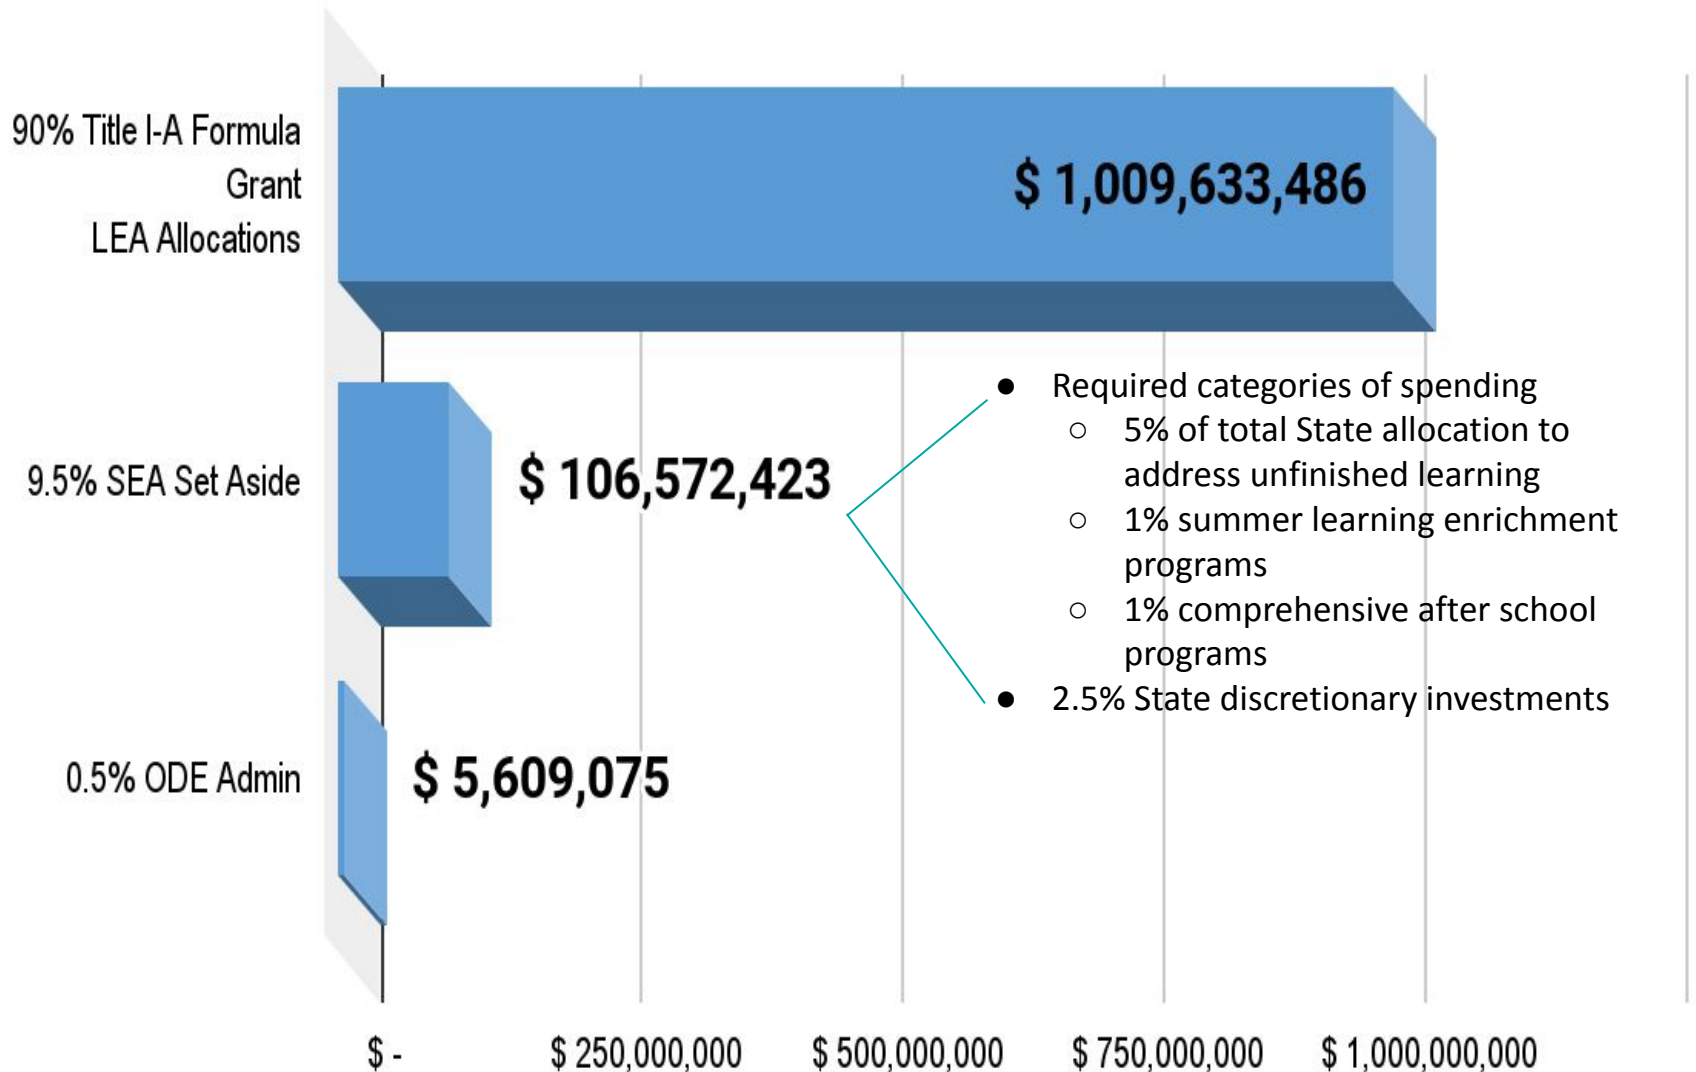 90% Title I-A Formula
Grant
LEA Allocations
$ 1,009,633,486
9.5% SEA Set Aside
$ 106,572,423
● Required categories of spending
○ 5% of total State allocation to
address unfinished learning
○ 1% summer learning enrichment
programs
○ 1% comprehensive after school
programs
● 2.5% State discretionary investments
0.5% ODE Admin
$ 5,609,075
$ -
$ 250,000,000
$ 500,000,000
$ 750,000,000
$ 1,000,000,000